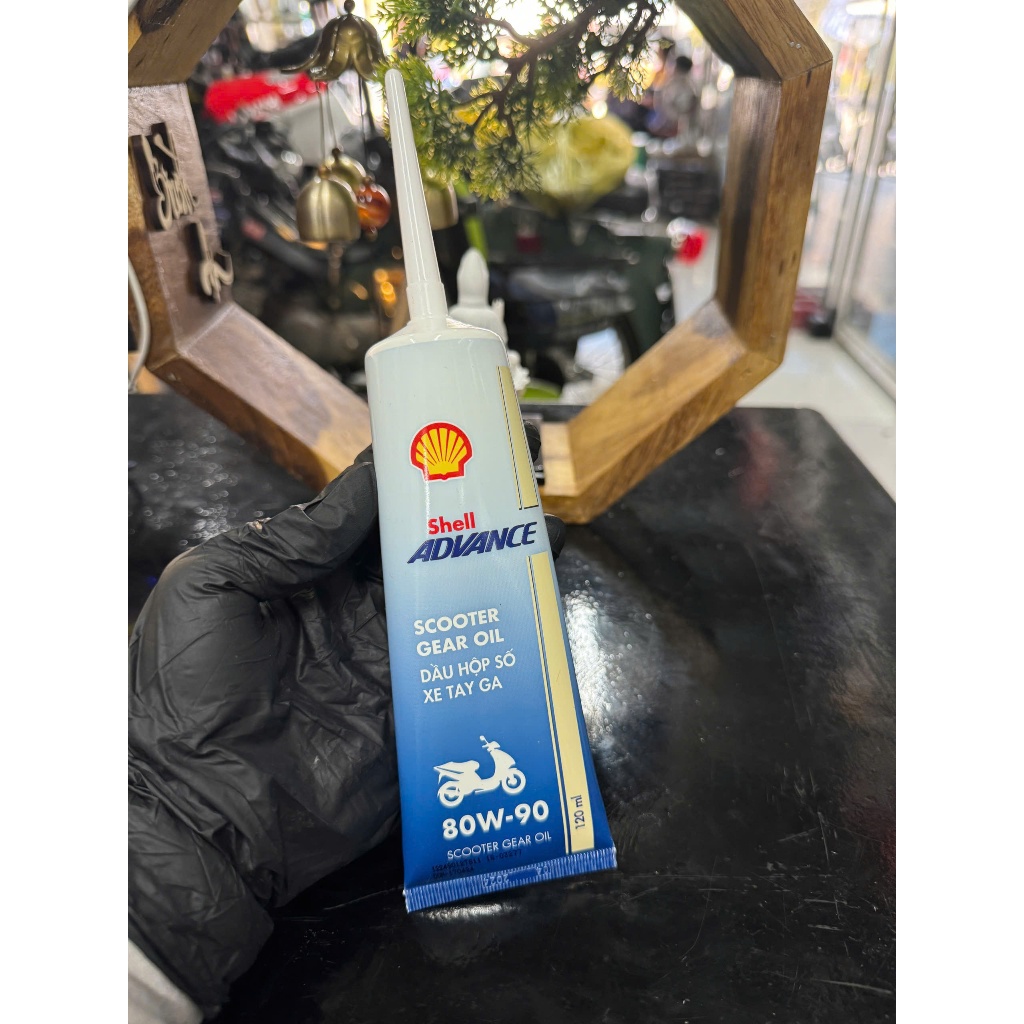 Shell
ADVANCE
SCOOTER
GEAR OIL
DẦU HỘP SỐ
XE TAY GA
80W-90
SCOOTER GEAR OIL
120 ml